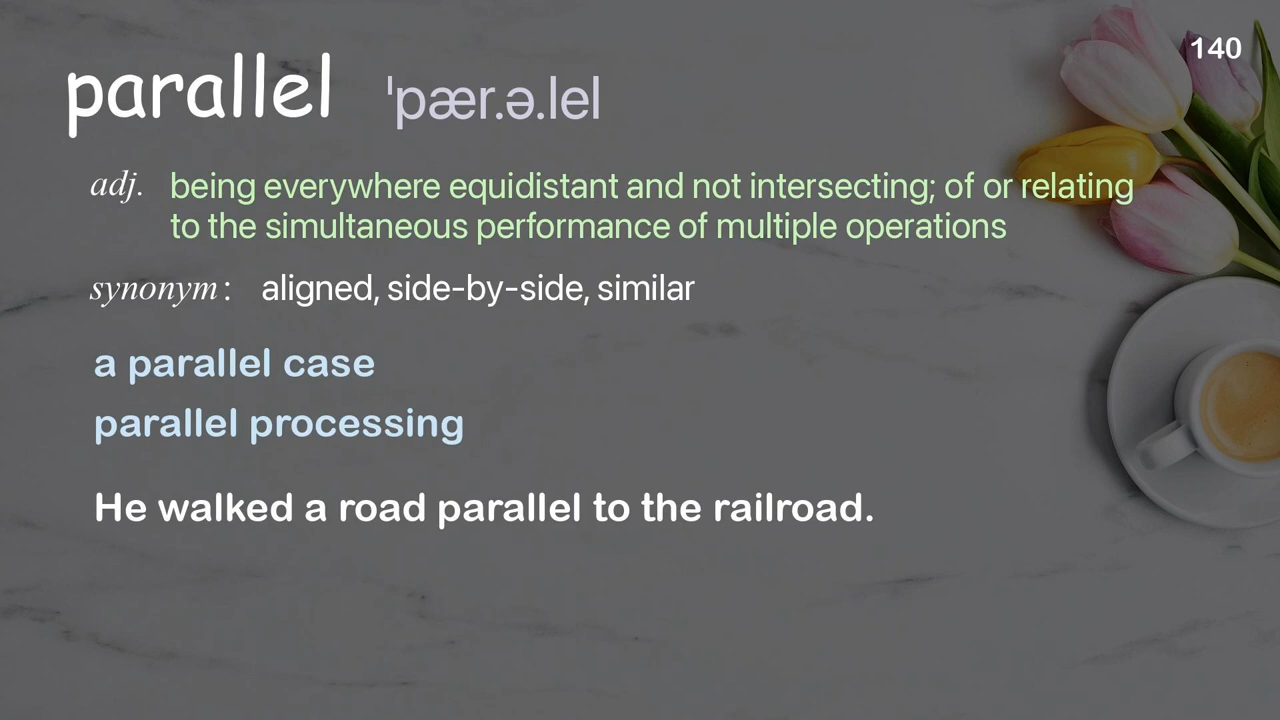 140
parallel ˈpær.ə.lel
adj. being everywhere equidistant and not intersecting; of or relating
to the simultaneous performance of multiple operations
synonym: aligned, side-by-side, similar
a parallel case
parallel processing
He walked a road parallel to the railroad.